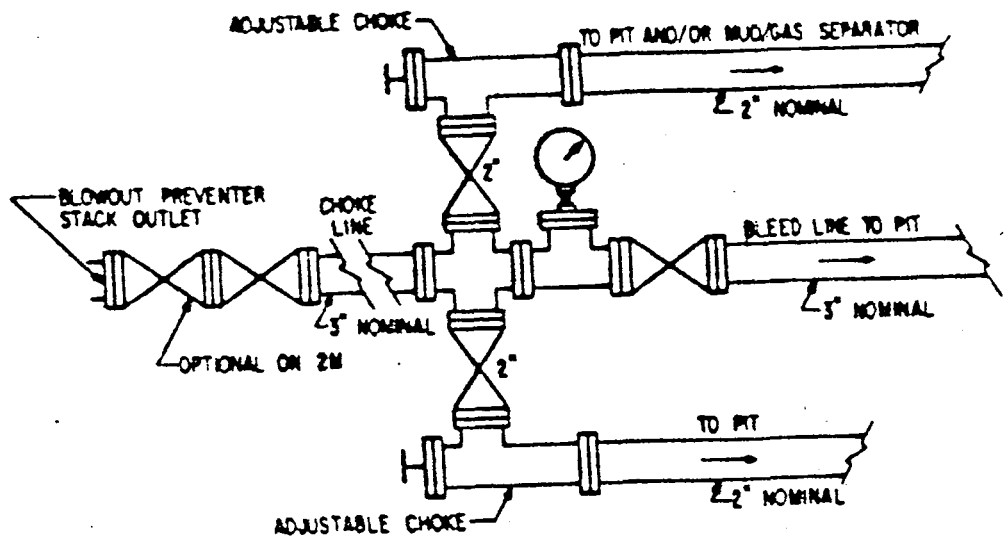 ADJUSTABLE CHOKE
TO PIT AND/OR MUD/GAS SEPARATOR
2" NOMINAL
2"
BLOWOUT PREVENTER
STACK OUTLET
CHOKE
LINE
BLEED LINE TO PIT
3" NOMINAL
3" NOMINAL
OPTIONAL ON 2M
2"
TO PIT
2" NOMINAL
ADJUSTABLE CHOKE